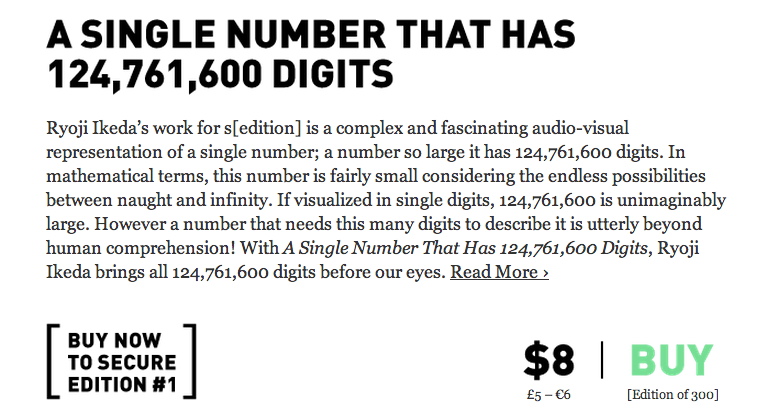 A SINGLE NUMBER THAT HAS
124,761,600 DIGITS
Ryoji Ikeda’s work for s[edition] is a complex and fascinating audio-visual
representation of a single number; a number so large it has 124,761,600 digits. In
mathematical terms, this number is fairly small considering the endless possibilities
between naught and infinity. If visualized in single digits, 124,761,600 is unimaginably
large. However a number that needs this many digits to describe it is utterly beyond
human comprehension! With A Single Number That Has 124,761,600 Digits, Ryoji
Ikeda brings all 124,761,600 digits before our eyes. Read More ›
BUY NOW
TO SECURE
EDITION #1
$8 | BUY
£5 – €6 [Edition of 300]